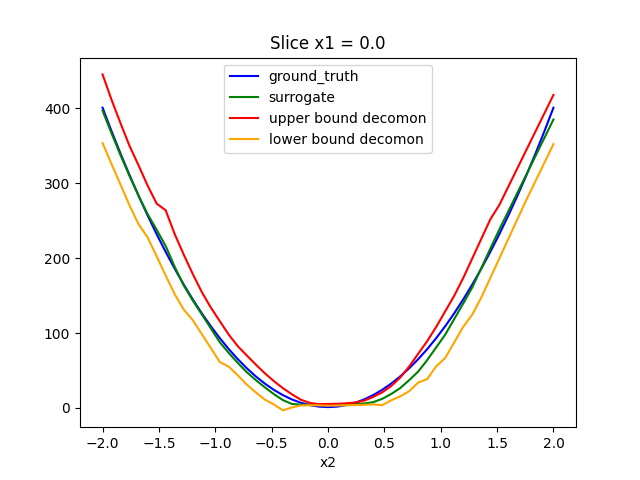 Slice x1 = 0.0
ground_truth
surrogate
upper bound decomon
lower bound decomon
400
300
200
100
0
−2.0 −1.5 −1.0 −0.5 0.0 0.5 1.0 1.5 2.0
x2